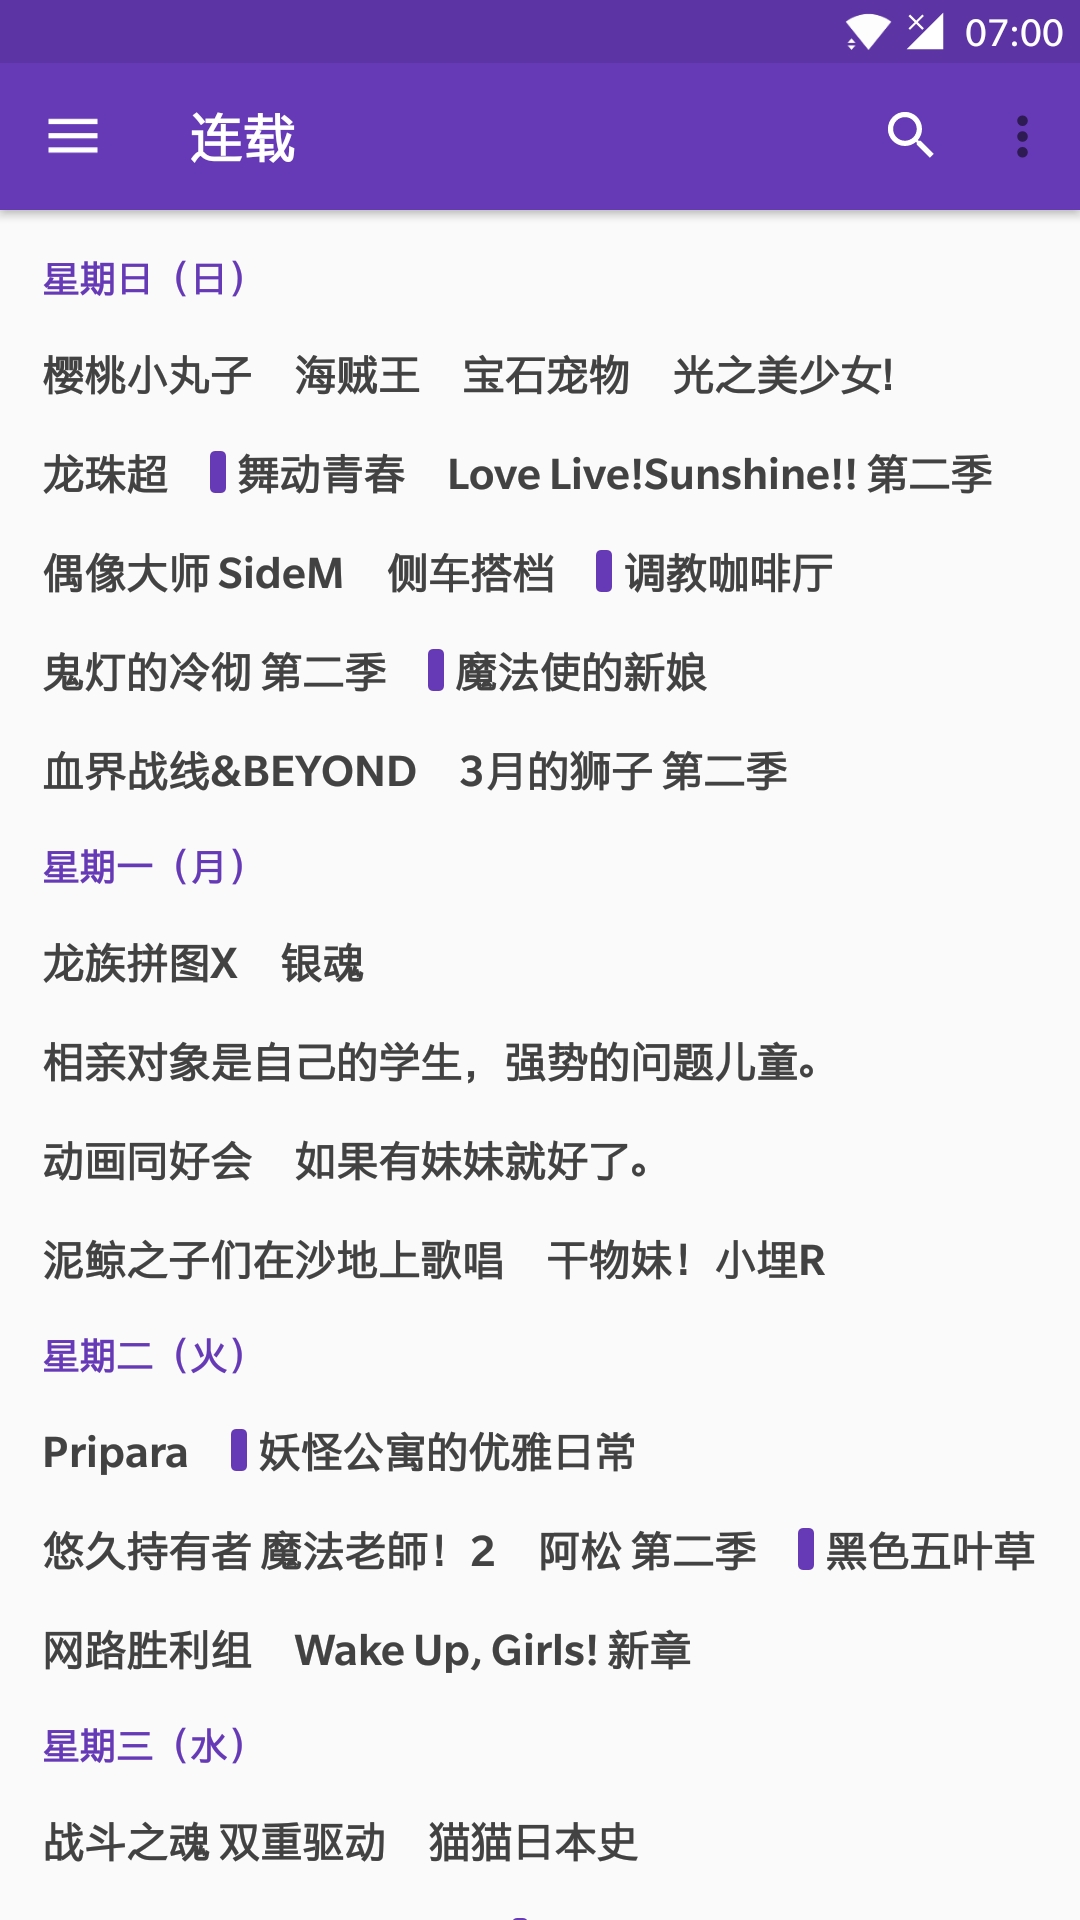 07:00
连载
星期日（日）
樱桃小丸子　海贼王　宝石宠物　光之美少女!
龙珠超　舞动青春　Love Live!Sunshine!! 第二季
偶像大师 SideM　侧车搭档　调教咖啡厅
鬼灯的冷彻 第二季　魔法使的新娘
血界战线&BEYOND　3月的狮子 第二季
星期一（月）
龙族拼图X　银魂
相亲对象是自己的学生，强势的问题儿童。
动画同好会　如果有妹妹就好了。
泥鲸之子们在沙地上歌唱　干物妹！小埋R
星期二（火）
Pripara　妖怪公寓的优雅日常
悠久持有者 魔法老師！2　阿松 第二季　黑色五叶草
网路胜利组　Wake Up, Girls! 新章
星期三（水）
战斗之魂 双重驱动　猫猫日本史